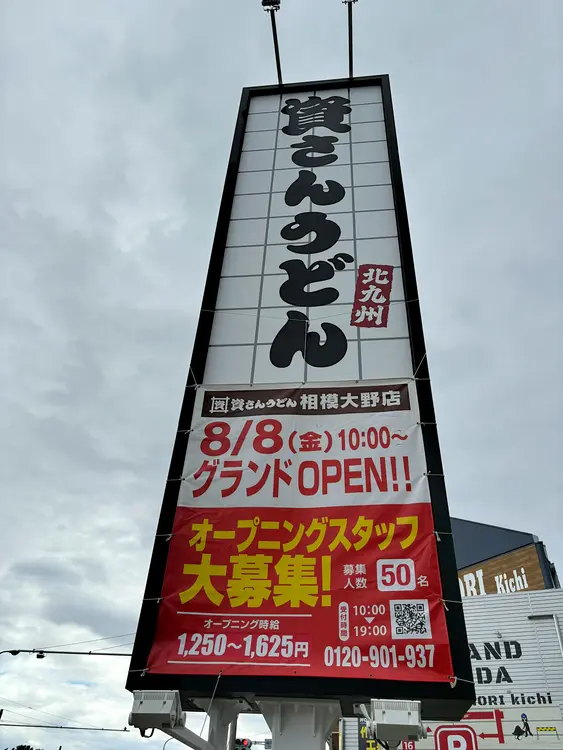 資さんうどん
北九州
資 資さんうどん 相模大野店
8/8(金)10:00~
グランドOPEN!!
オープニングスタッフ
大募集!
募集人数 50名
オープニング時給
1,250~1,625円
受付時間 10:00
19:00
0120-901-937
ORI Kichi
AND
DA
ORI kichi
P
16